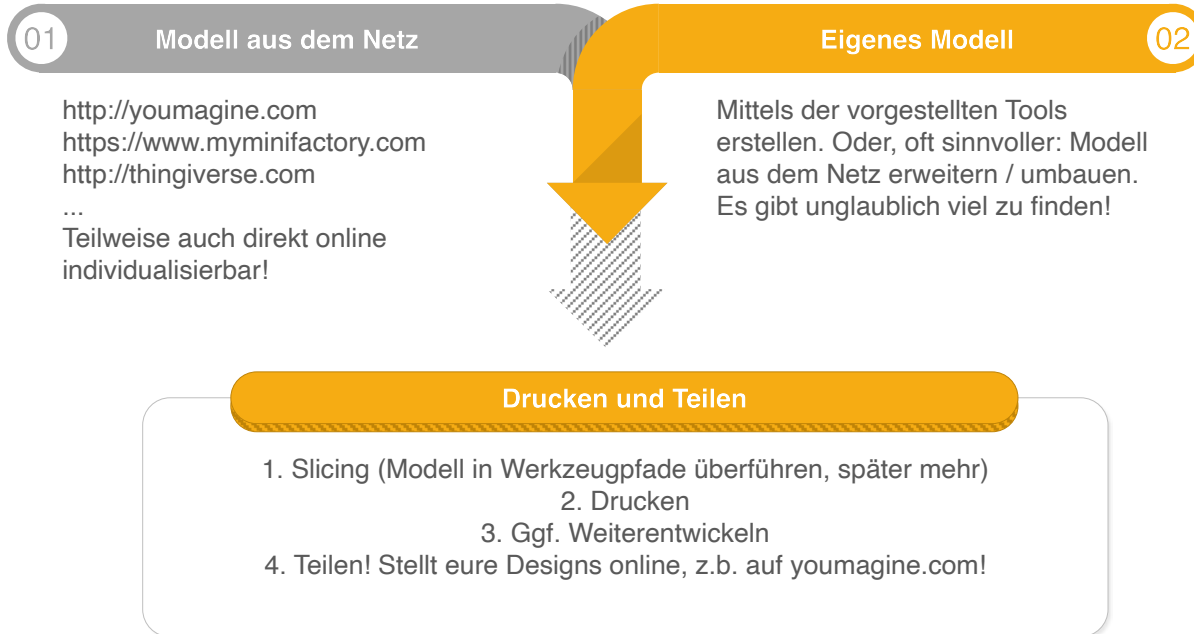 01
Modell aus dem Netz
http://youmagine.com
https://www.myminifactory.com
http://thingiverse.com
...
Teilweise auch direkt online
individualisierbar!
Eigenes Modell
02
Mittels der vorgestellten Tools
erstellen. Oder, oft sinnvoller: Modell
aus dem Netz erweitern / umbauen.
Es gibt unglaublich viel zu finden!
Drucken und Teilen
1. Slicing (Modell in Werkzeugpfade überführen, später mehr)
2. Drucken
3. Ggf. Weiterentwickeln
4. Teilen! Stellt eure Designs online, z.b. auf youmagine.com!